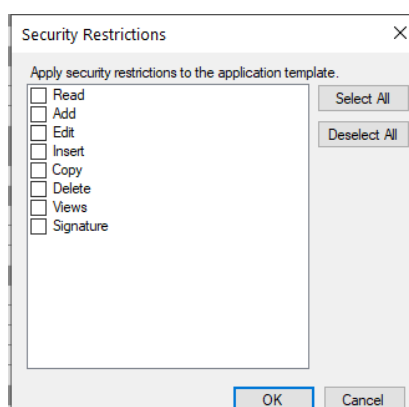 Security Restrictions
Apply security restrictions to the application template.
Read
Add
Edit
Insert
Copy
Delete
Views
Signature
Select All
Deselect All
OK
Cancel